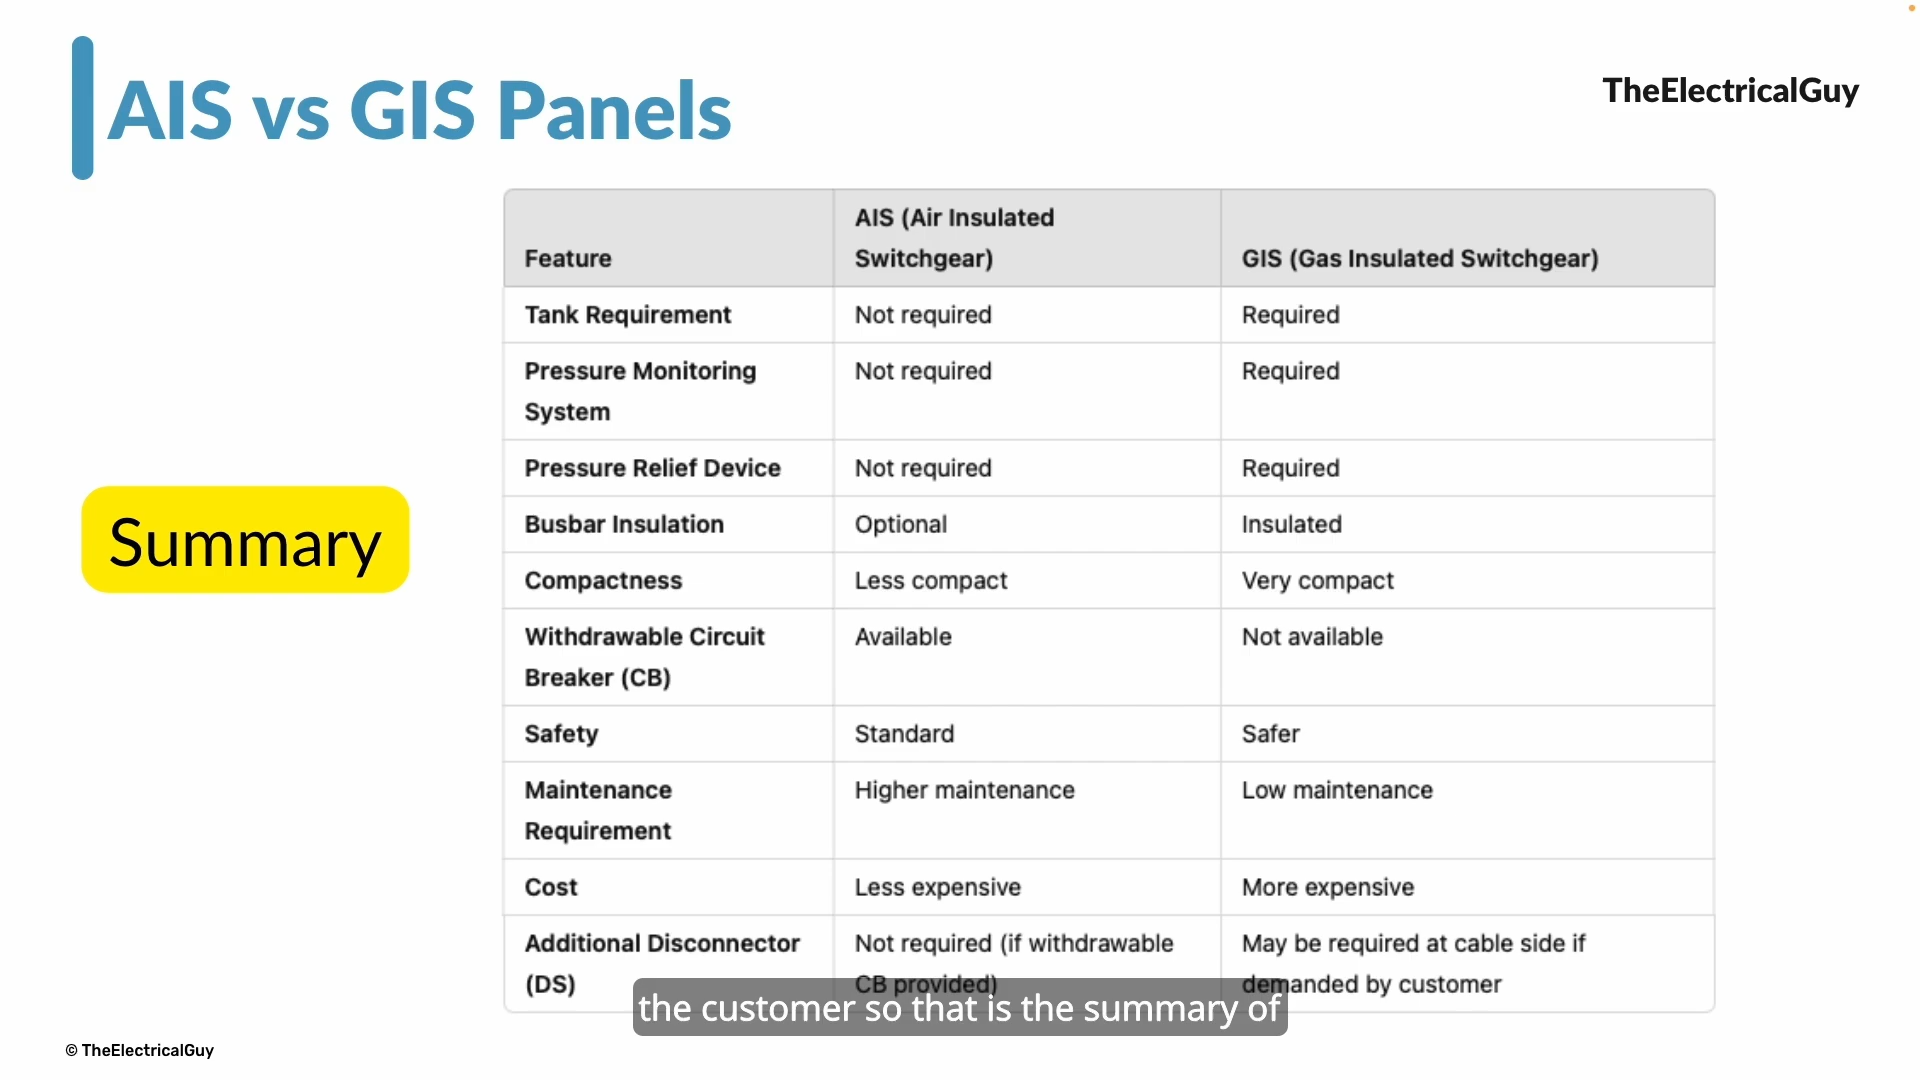 AIS vs GIS Panels
TheElectricalGuy
Summary
Feature
AIS (Air Insulated
Switchgear)
GIS (Gas Insulated Switchgear)
Tank Requirement
Not required
Required
Pressure Monitoring
System
Not required
Required
Pressure Relief Device
Not required
Required
Busbar Insulation
Optional
Insulated
Compactness
Less compact
Very compact
Withdrawable Circuit
Breaker (CB)
Available
Not available
Safety
Standard
Safer
Maintenance
Requirement
Higher maintenance
Low maintenance
Cost
Less expensive
More expensive
Additional Disconnector
(DS)
Not required (if withdrawable
CB provided)
May be required at cable side if
demanded by customer
the customer so that is the summary of
© TheElectricalGuy